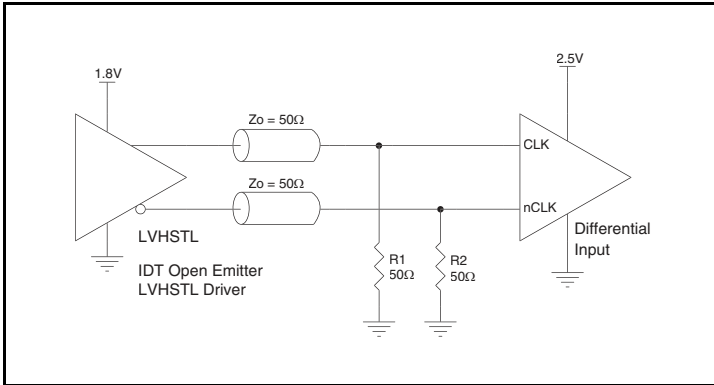 1.8V
2.5V
Zo = 50Ω
CLK
Zo = 50Ω
nCLK
LVHSTL
IDT Open Emitter
LVHSTL Driver
R1
50Ω
R2
50Ω
Differential
Input